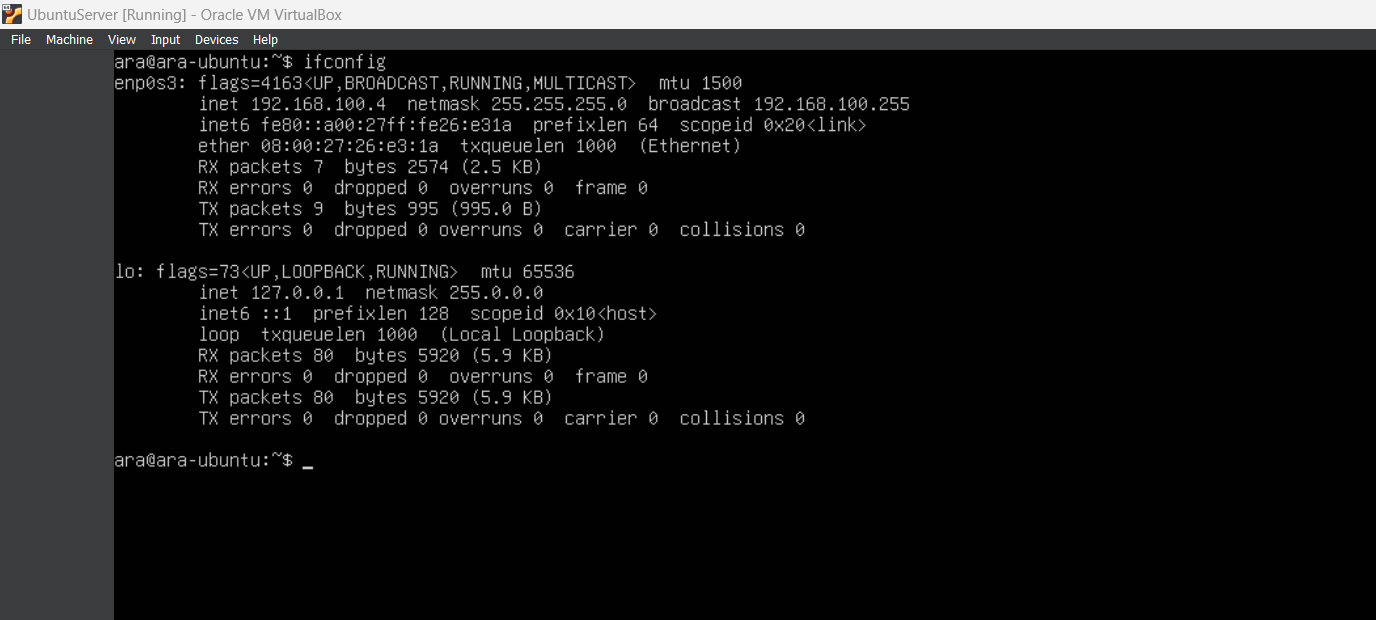 UbuntuServer [Running] - Oracle VM VirtualBox
File Machine View Input Devices Help
ara@ara-ubuntu:~$ ifconfig
enp0s3: flags=4163<UP,BROADCAST,RUNNING,MULTICAST>  mtu 1500
        inet 192.168.100.4  netmask 255.255.255.0  broadcast 192.168.100.255
        inet6 fe80::a00:27ff:fe26:e31a  prefixlen 64  scopeid 0x20<link>
        ether 08:00:27:26:e3:1a  txqueuelen 1000  (Ethernet)
        RX packets 7  bytes 2574 (2.5 KB)
        RX errors 0  dropped 0  overruns 0  frame 0
        TX packets 9  bytes 995 (995.0 B)
        TX errors 0  dropped 0 overruns 0  carrier 0  collisions 0

lo: flags=73<UP,LOOPBACK,RUNNING>  mtu 65536
        inet 127.0.0.1  netmask 255.0.0.0
        inet6 ::1  prefixlen 128  scopeid 0x10<host>
        loop  txqueuelen 1000  (Local Loopback)
        RX packets 80  bytes 5920 (5.9 KB)
        RX errors 0  dropped 0  overruns 0  frame 0
        TX packets 80  bytes 5920 (5.9 KB)
        TX errors 0  dropped 0 overruns 0  carrier 0  collisions 0

ara@ara-ubuntu:~$ _